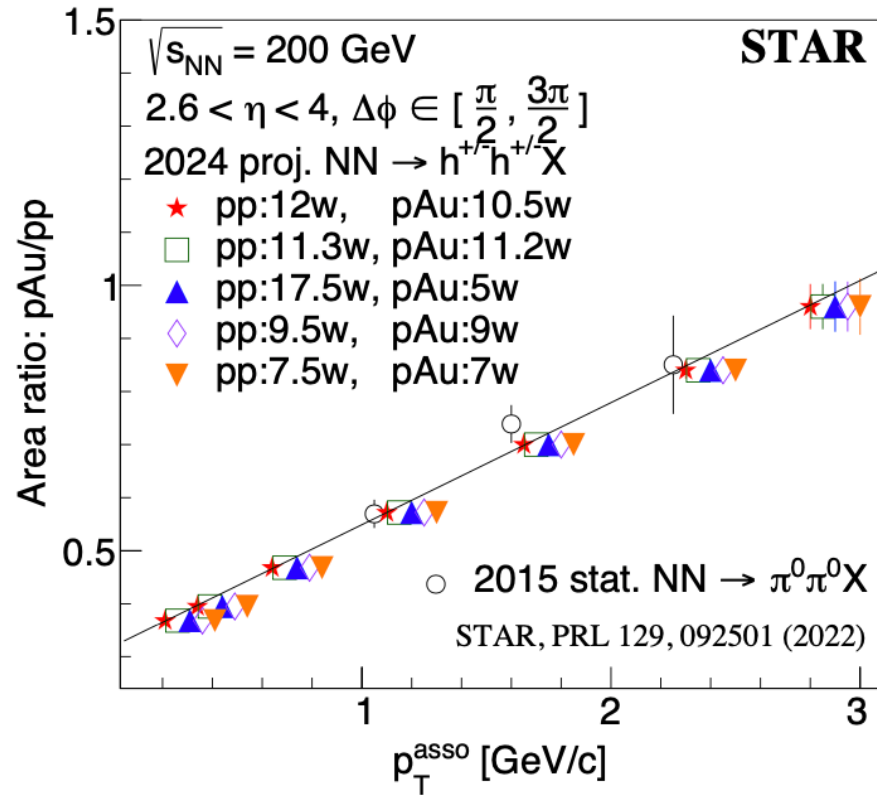 1.5
√s_NN = 200 GeV
STAR
2.6 < η < 4, Δϕ ∈ [ π/2 , 3π/2 ]
2024 proj. NN → h^+/- h^+/- X
pp:12w, pAu:10.5w
pp:11.3w, pAu:11.2w
1
pp:17.5w, pAu:5w
pp:9.5w, pAu:9w
pp:7.5w, pAu:7w
Area ratio: pAu/pp
0.5
2015 stat. NN → π⁰π⁰X
STAR, PRL 129, 092501 (2022)
1 2 3
p_T^asso [GeV/c]